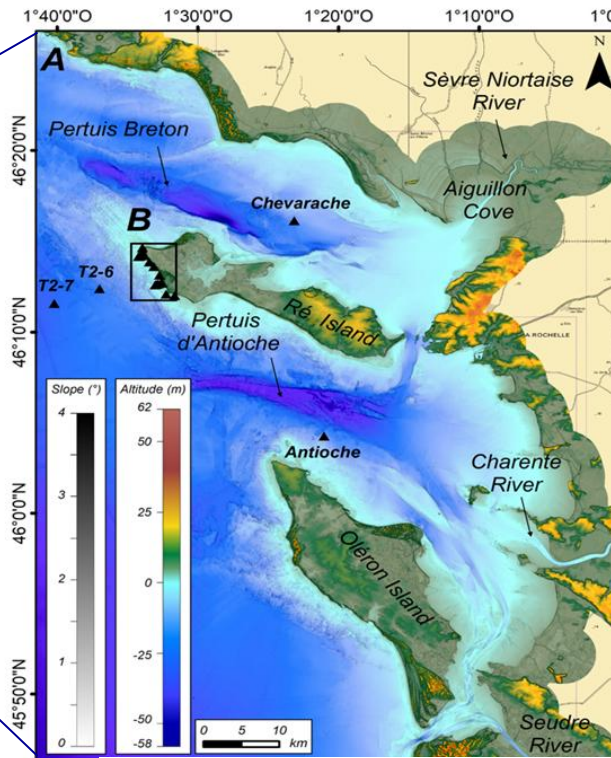 1°40'0"W
1°30'0"W
1°20'0"W
1°10'0"W
1°0
A
N
Sèvre Niortaise
River
Pertuis Breton
46°20'0"N
Aiguillon
Cove
Chevarache
B
T2-6
T2-7
Ré Island
46°10'0"N
Pertuis
d'Antioche
A ROCHELLE
Slope (°)
Altitude (m)
4
3
2
1
0
62
50
25
0
-25
-50
-58
Antioche
Charente
River
46°0'0"N
Oléron Island
45°50'0"N
0
5
10
km
Seudre
River